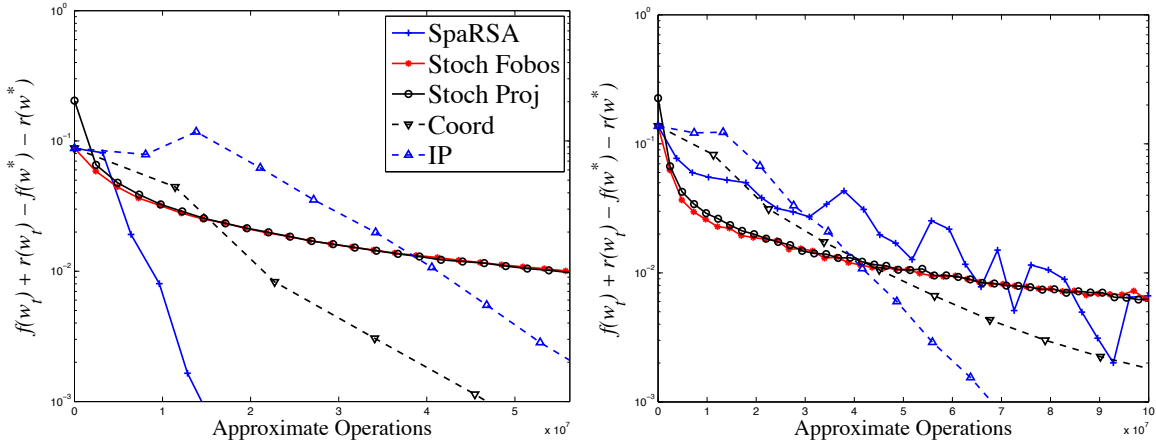 f(w_t) + r(w_t) − f(w^*) − r(w^*)
10^0
10^-1
10^-2
10^-3
SpaRSA
Stoch Fobos
Stoch Proj
Coord
IP
0 1 2 3 4 5
Approximate Operations
x 10^7
f(w_t) + r(w_t) − f(w^*) − r(w^*)
10^0
10^-1
10^-2
10^-3
0 1 2 3 4 5 6 7 8 9 10
Approximate Operations
x 10^7